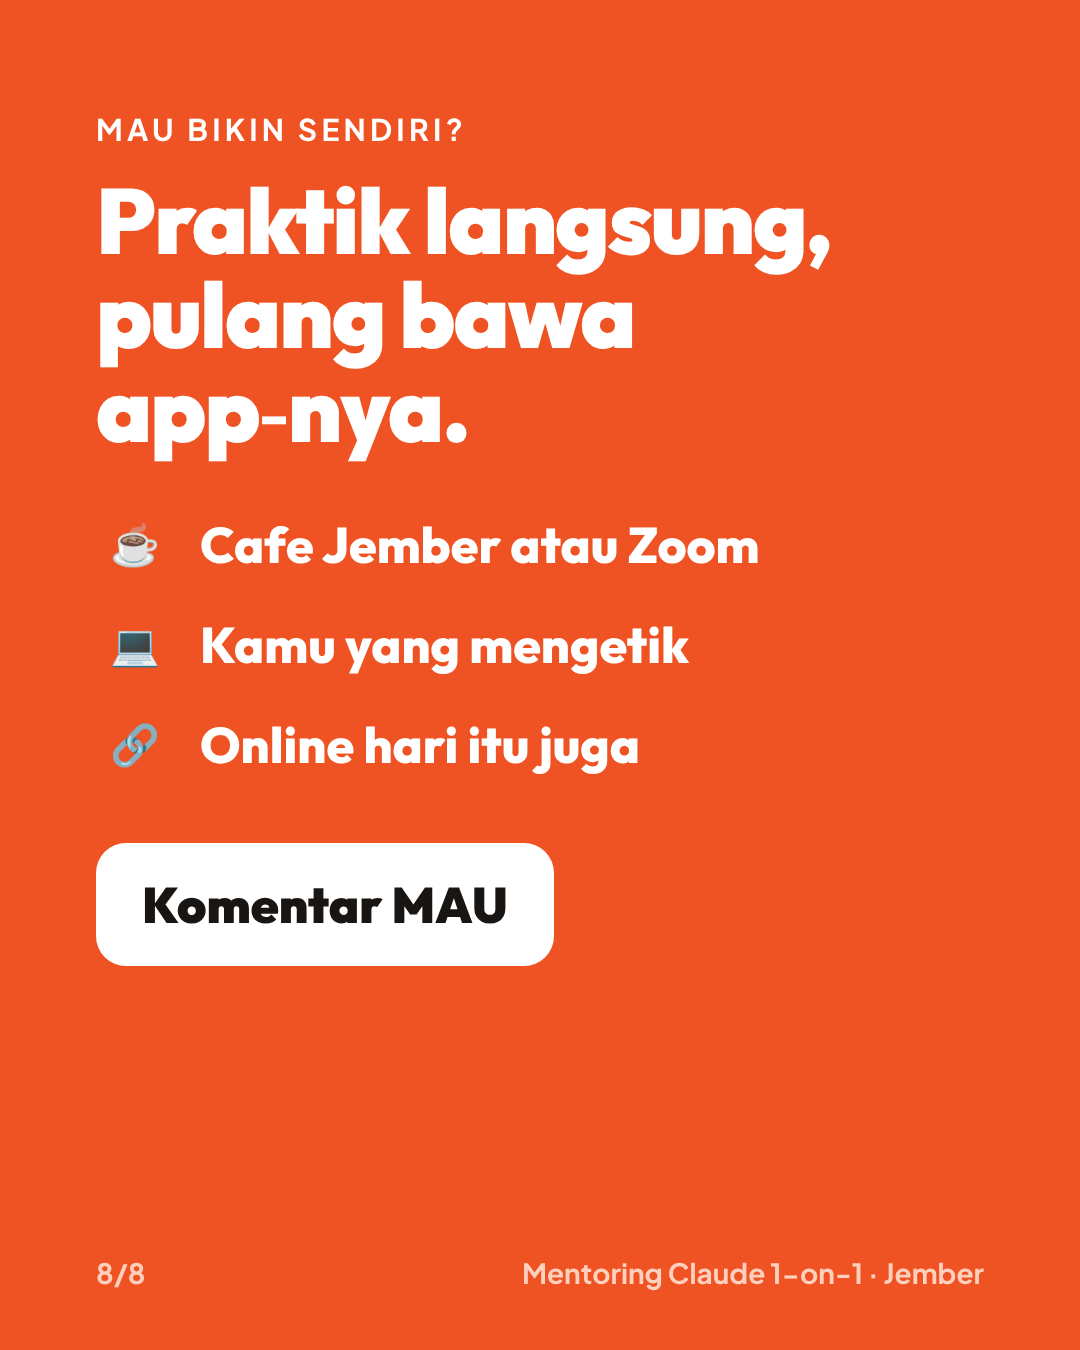 MAU BIKIN SENDIRI?
Praktik langsung,
pulang bawa
app-nya.
Cafe Jember atau Zoom
Kamu yang mengetik
Online hari itu juga
Komentar MAU
8/8
Mentoring Claude 1-on-1 · Jember